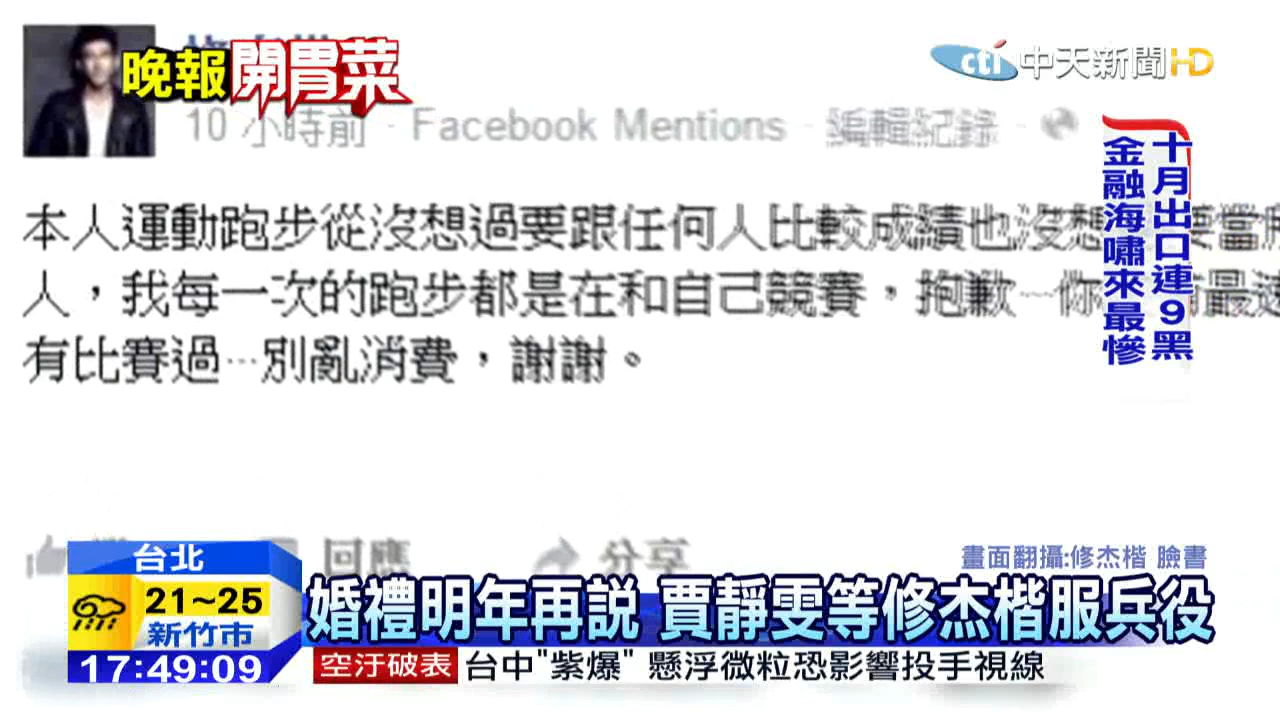 晚報開胃菜
cti 中天新聞HD
10 小時前 · Facebook Mentions · 編輯紀錄 ·
十月出口連9黑
金融海嘯來最慘
本人運動跑步從沒想過要跟任何人比較成績也沒想 要當
人,我每一次的跑步都是在和自己競賽,抱歉…你 最速
有比賽過…別亂消費,謝謝。
回應 分享
畫面翻攝:修杰楷 臉書
台北
21~25
新竹市
17:49:09
婚禮明年再説 賈靜雯等修杰楷服兵役
空汙破表 台中"紫爆" 懸浮微粒恐影響投手視線